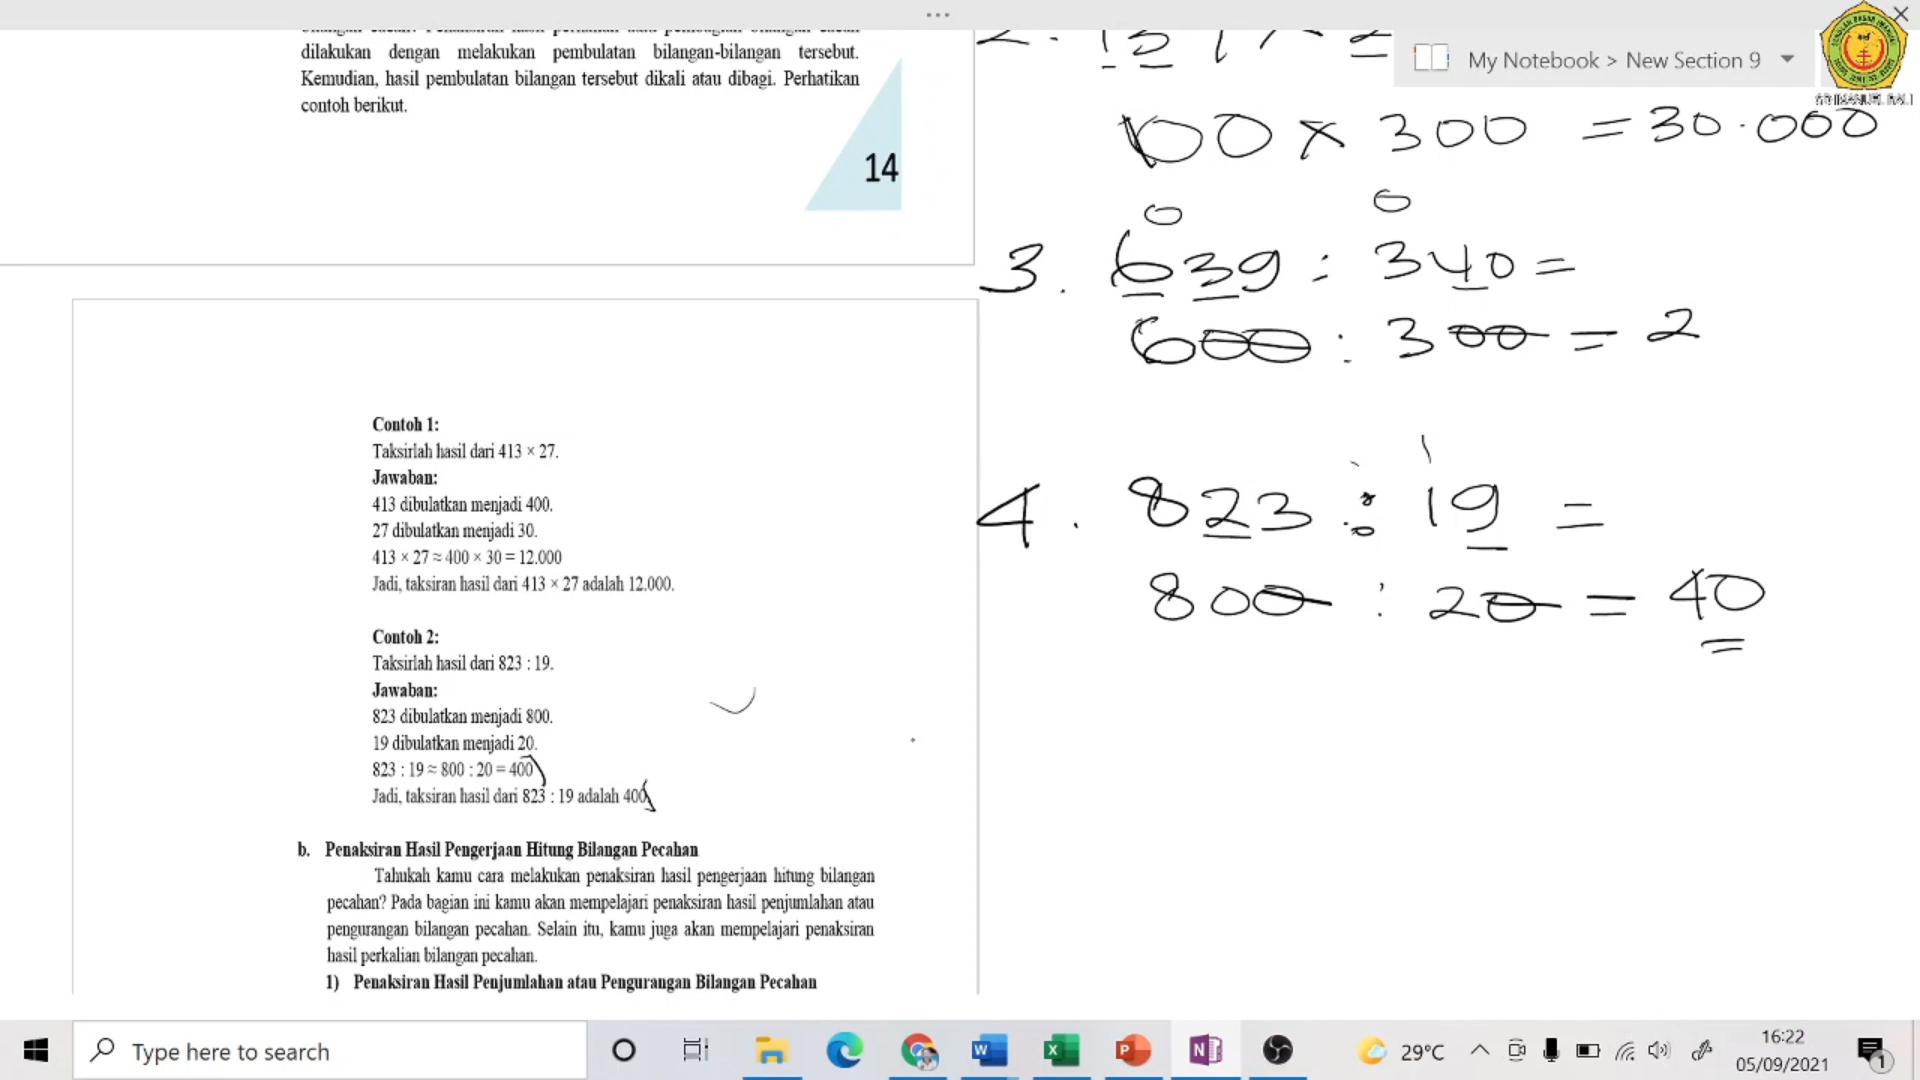 dilakukan dengan melakukan pembulatan bilangan-bilangan tersebut.
Kemudian, hasil pembulatan bilangan tersebut dikali atau dibagi. Perhatikan
contoh berikut.
14
Contoh 1:
Taksirlah hasil dari 413 × 27.
Jawaban:
413 dibulatkan menjadi 400.
27 dibulatkan menjadi 30.
413 × 27 ≈ 400 × 30 = 12.000
Jadi, taksiran hasil dari 413 × 27 adalah 12.000.
Contoh 2:
Taksirlah hasil dari 823 : 19.
Jawaban:
823 dibulatkan menjadi 800.
19 dibulatkan menjadi 20.
823 : 19 ≈ 800 : 20 = 400
Jadi, taksiran hasil dari 823 : 19 adalah 400.
b. Penaksiran Hasil Pengerjaan Hitung Bilangan Pecahan
Tahukah kamu cara melakukan penaksiran hasil pengerjaan hitung bilangan
pecahan? Pada bagian ini kamu akan mempelajari penaksiran hasil penjumlahan atau
pengurangan bilangan pecahan. Selain itu, kamu juga akan mempelajari penaksiran
hasil perkalian bilangan pecahan.
1) Penaksiran Hasil Penjumlahan atau Pengurangan Bilangan Pecahan
My Notebook > New Section 9
100 × 300 = 30.000
0 0
3. 639 : 340 =
600 : 300 = 2
1
4. 823 : 19 =
800 : 20 = 40
Type here to search
29°C
16:22
05/09/2021
1